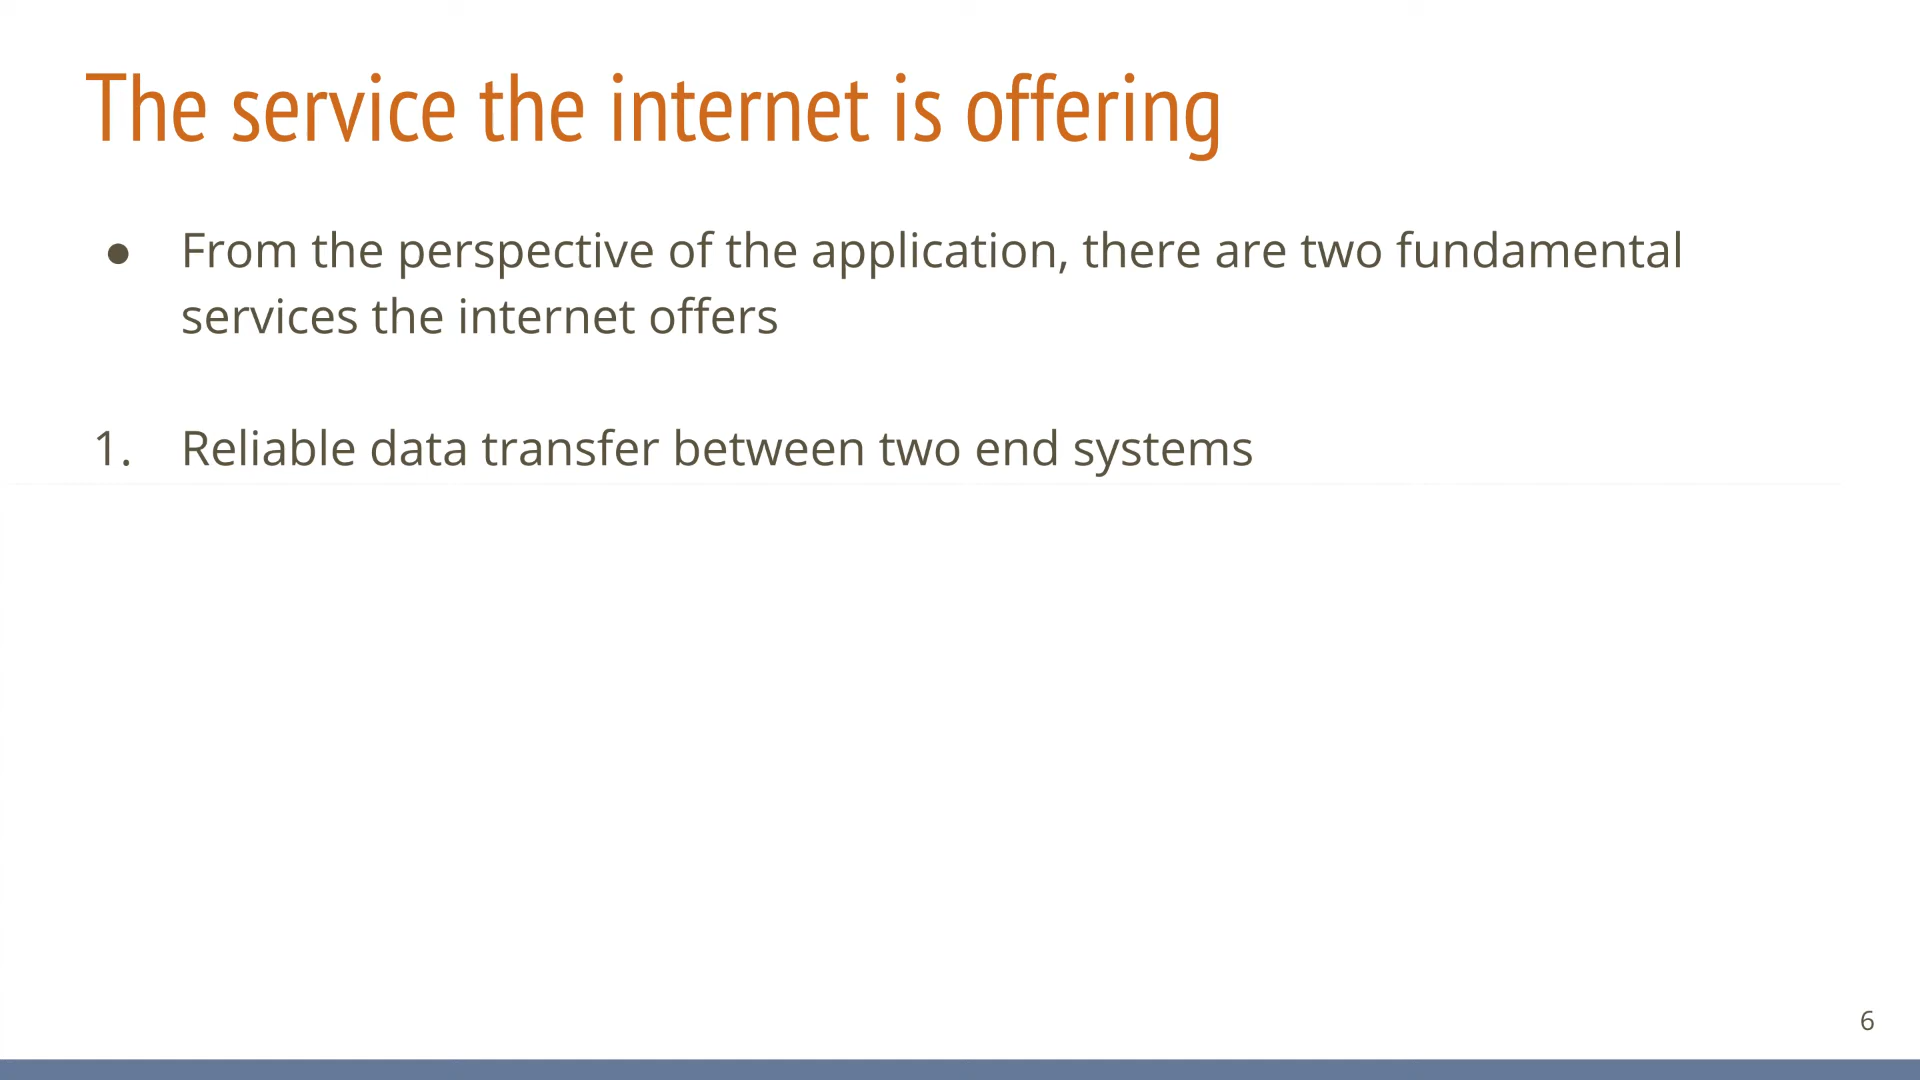 The service the internet is offering
● From the perspective of the application, there are two fundamental
services the internet offers
1. Reliable data transfer between two end systems
6